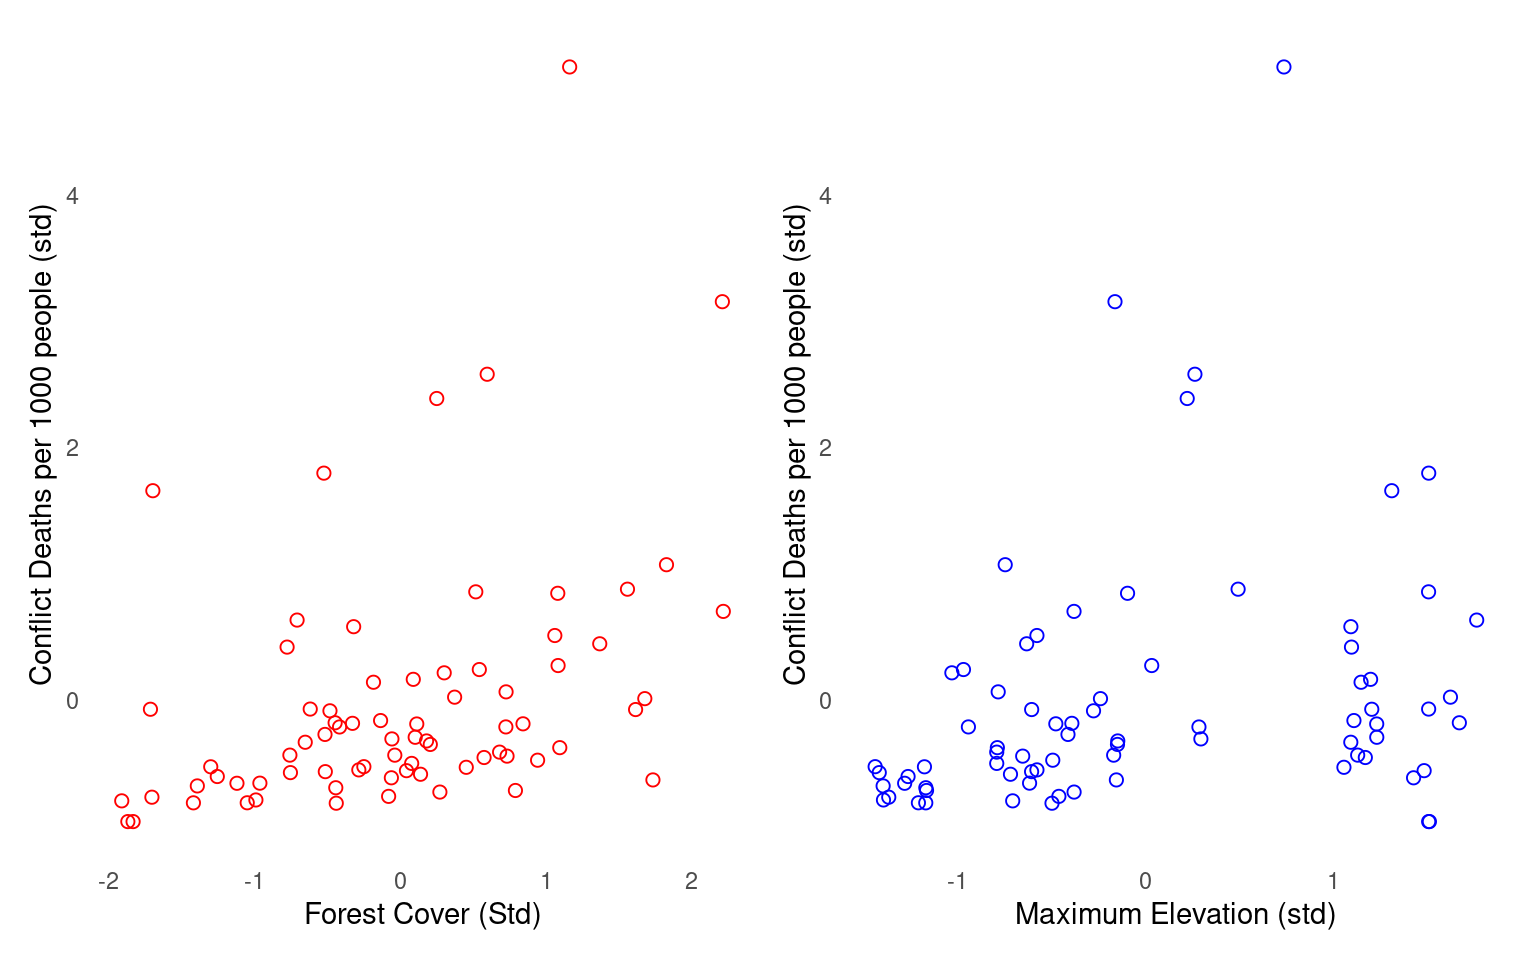 Conflict Deaths per 1000 people (std)
4
2
0
-2 -1 0 1 2
Forest Cover (Std)
Conflict Deaths per 1000 people (std)
4
2
0
-1 0 1
Maximum Elevation (std)